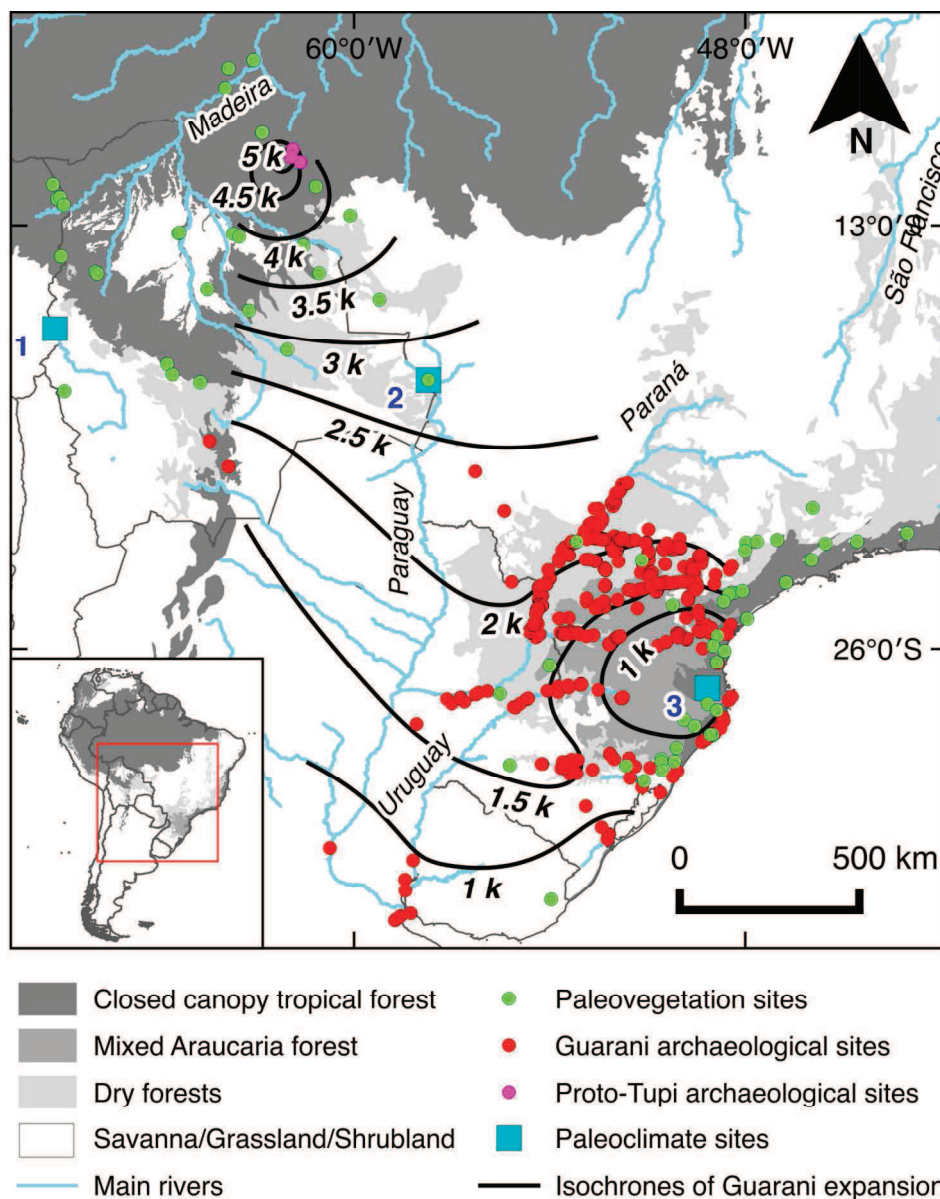 60°0′W
48°0′W
N
Madeira
5 k
4.5 k
13°0′S
São Francisco
4 k
3.5 k
1
3 k
2
Paraná
2.5 k
Paraguay
2 k
1 k
26°0′S
3
Uruguay
1.5 k
1 k
0
500 km
Closed canopy tropical forest
Paleovegetation sites
Mixed Araucaria forest
Guarani archaeological sites
Dry forests
Proto-Tupi archaeological sites
Savanna/Grassland/Shrubland
Paleoclimate sites
Main rivers
Isochrones of Guarani expansion